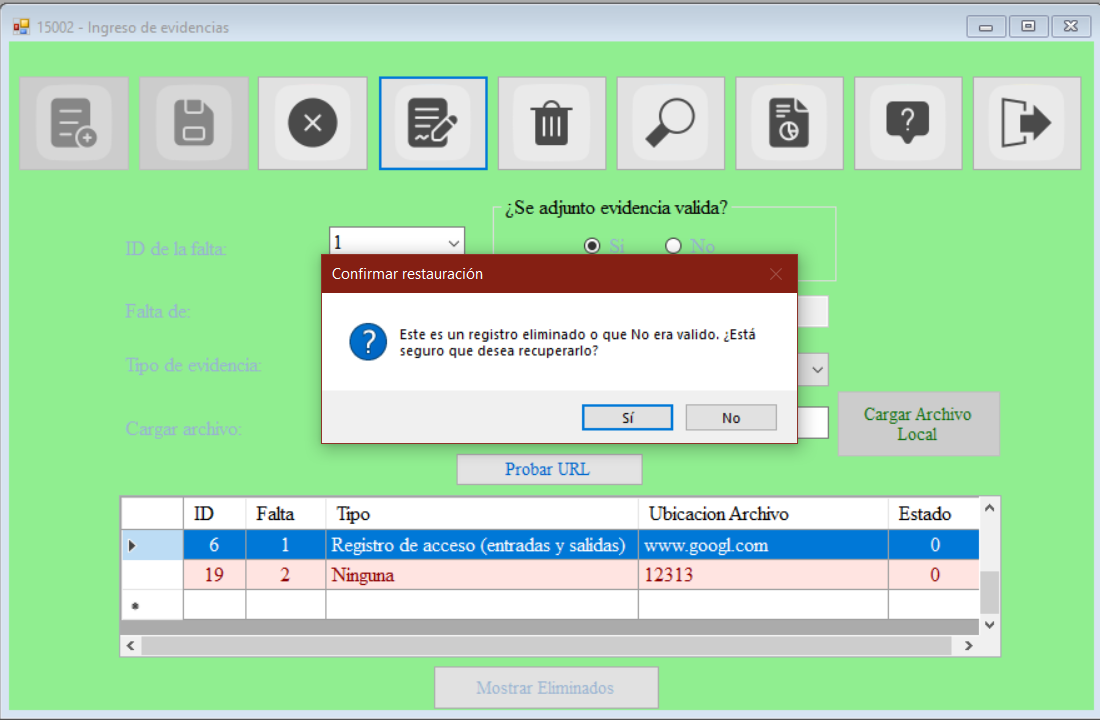 15002 - Ingreso de evidencias
¿Se adjunto evidencia valida?
ID de la falta:
1
Sí
No
Confirmar restauración
Falta de:
Este es un registro eliminado o que No era valido. ¿Está
seguro que desea recuperarlo?
Tipo de evidencia:
Sí
No
Cargar archivo:
Cargar Archivo
Local
Probar URL
ID Falta Tipo Ubicacion Archivo Estado
6 1 Registro de acceso (entradas y salidas) www.googl.com 0
19 2 Ninguna 12313 0
Mostrar Eliminados